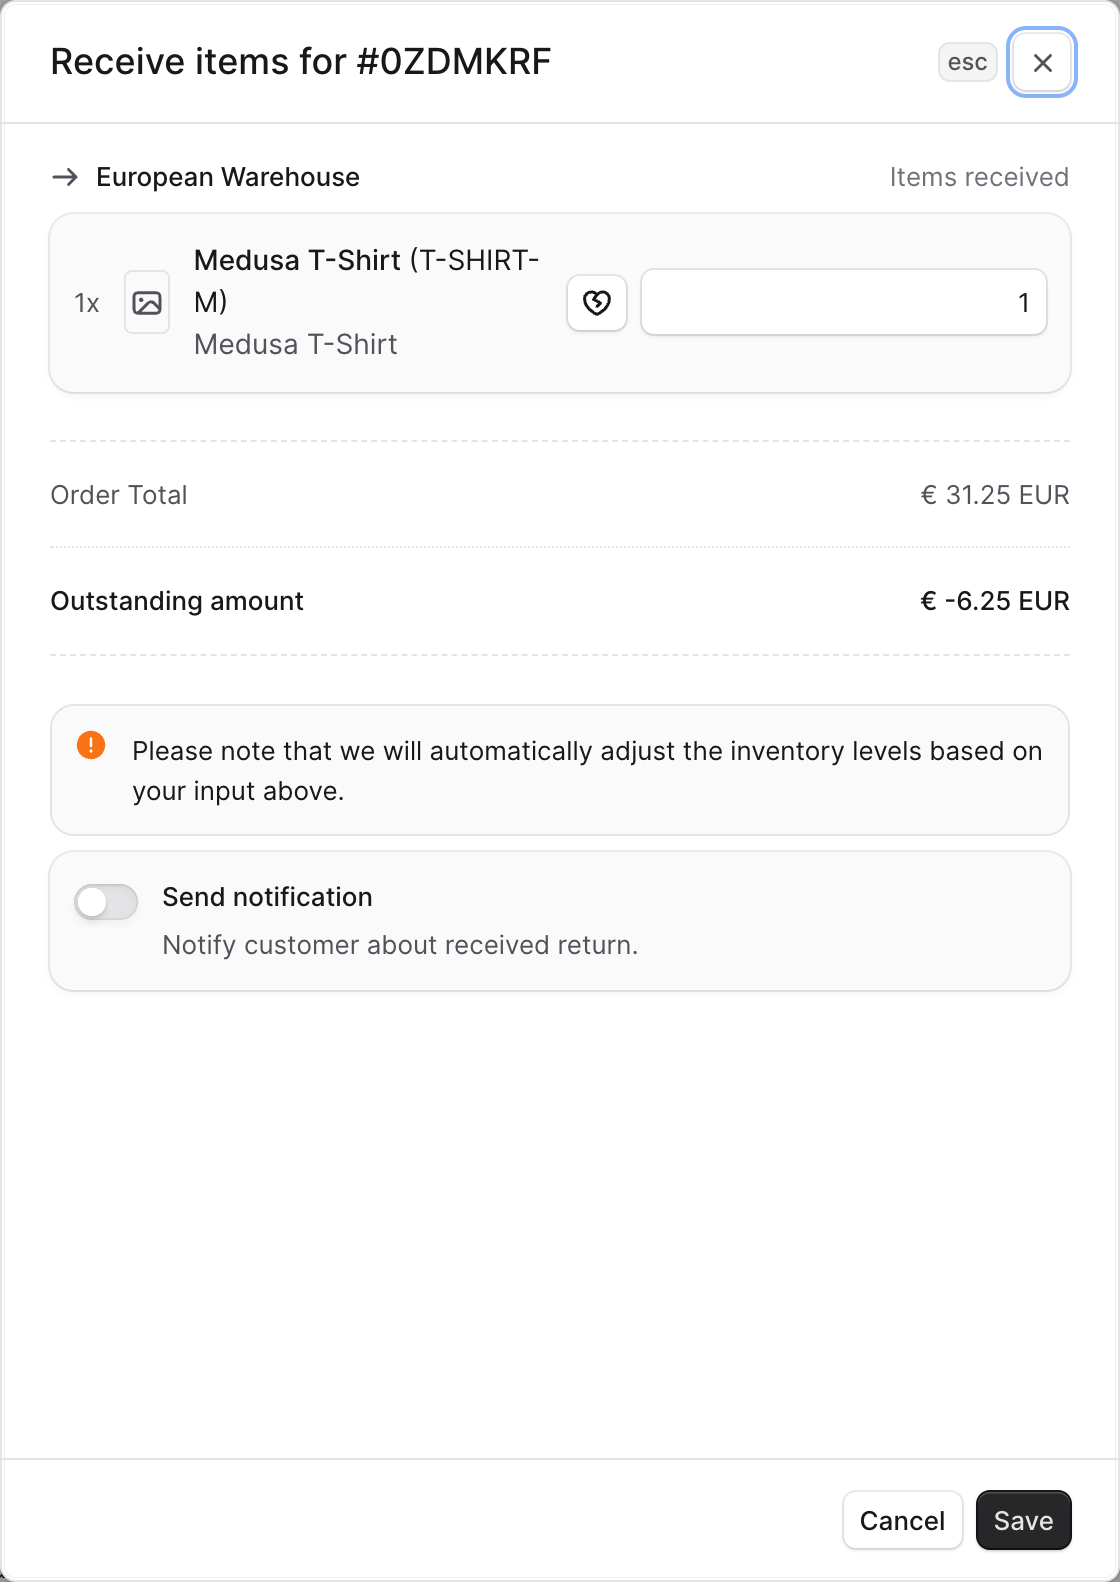 Receive items for #0ZDMKRF
esc
European Warehouse
Items received
1x
Medusa T-Shirt (T-SHIRT-
M)
Medusa T-Shirt
1
Order Total
€ 31.25 EUR
Outstanding amount
€ -6.25 EUR
Please note that we will automatically adjust the inventory levels based on
your input above.
Send notification
Notify customer about received return.
Cancel
Save